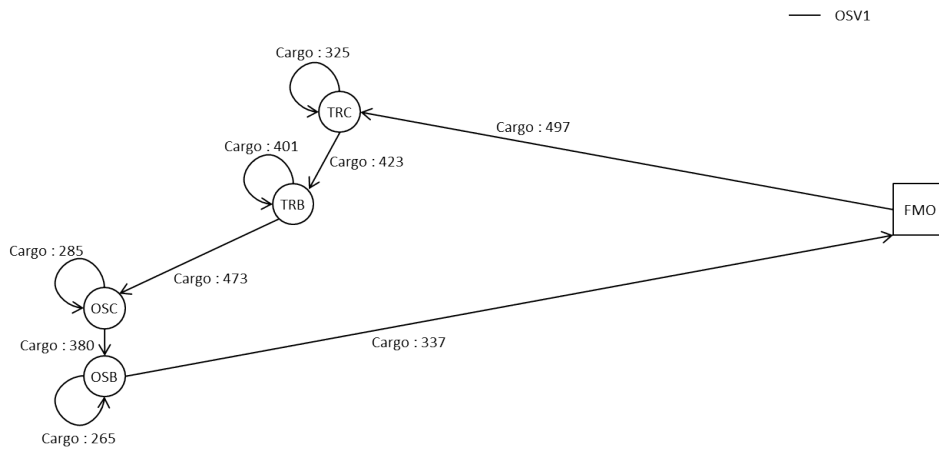 OSV1
Cargo : 325
TRC
Cargo : 497
Cargo : 401
Cargo : 423
TRB
FMO
Cargo : 285
Cargo : 473
OSC
Cargo : 380
Cargo : 337
OSB
Cargo : 265